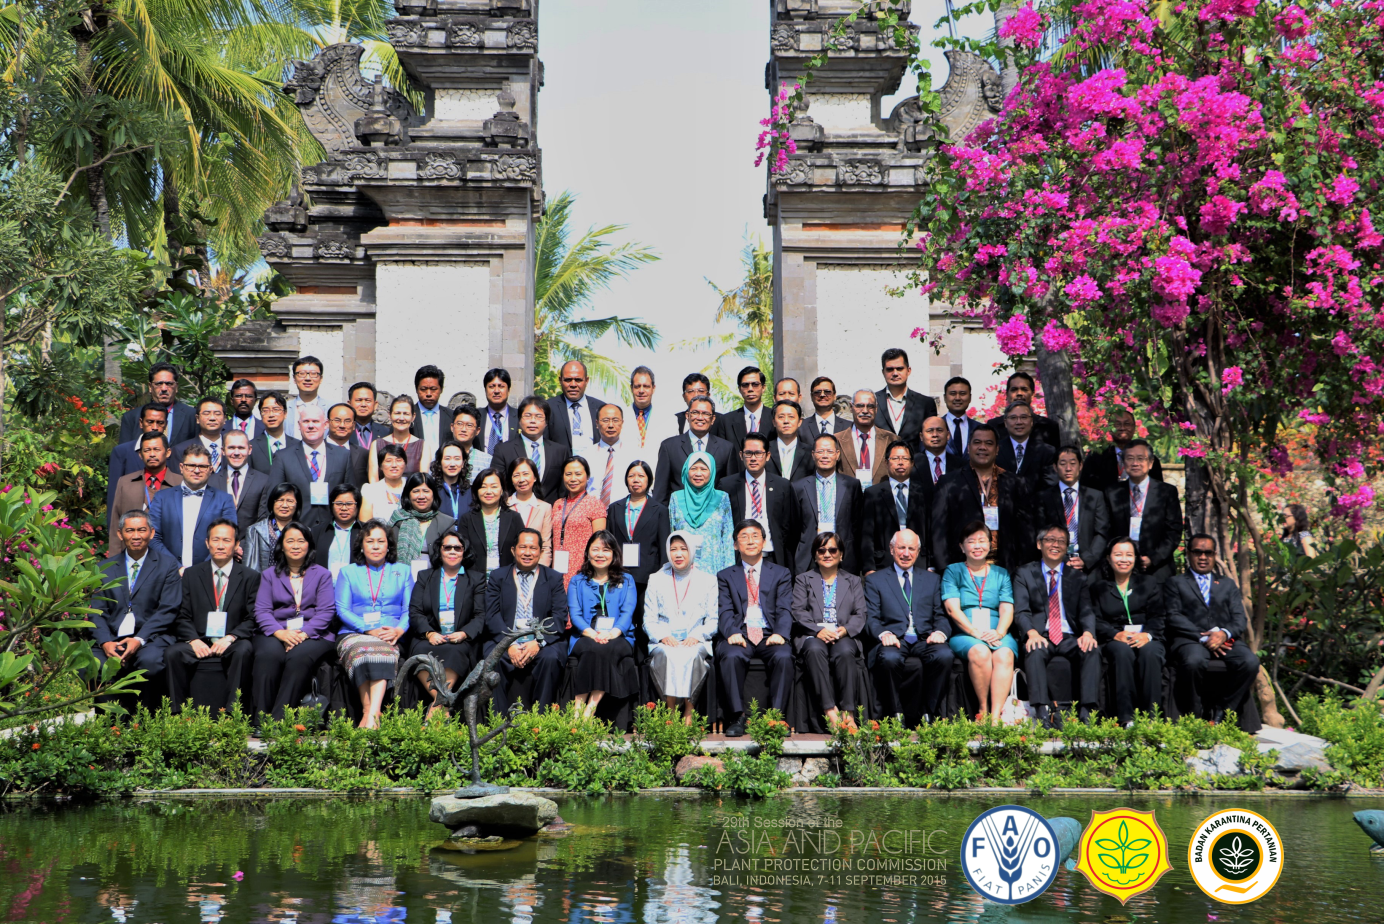 29th Session of the
ASIA AND PACIFIC
PLANT PROTECTION COMMISSION
BALI, INDONESIA, 7-11 SEPTEMBER 2015
F A O
FIAT PANIS
BADAN KARANTINA PERTANIAN